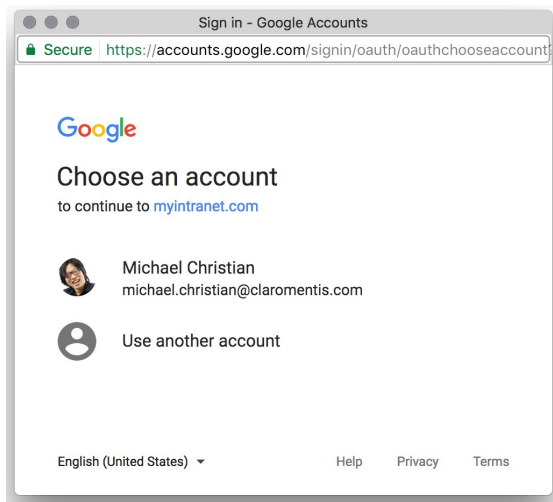 Sign in - Google Accounts
Secure https://accounts.google.com/signin/oauth/oauthchooseaccount?
Google
Choose an account
to continue to myintranet.com
Michael Christian
michael.christian@claromentis.com
Use another account
English (United States) Help Privacy Terms